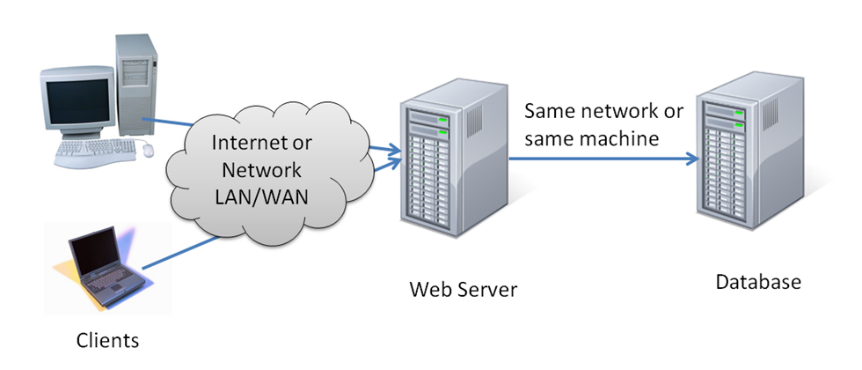 Internet or
Network
LAN/WAN
Same network or
same machine
Web Server
Database
Clients